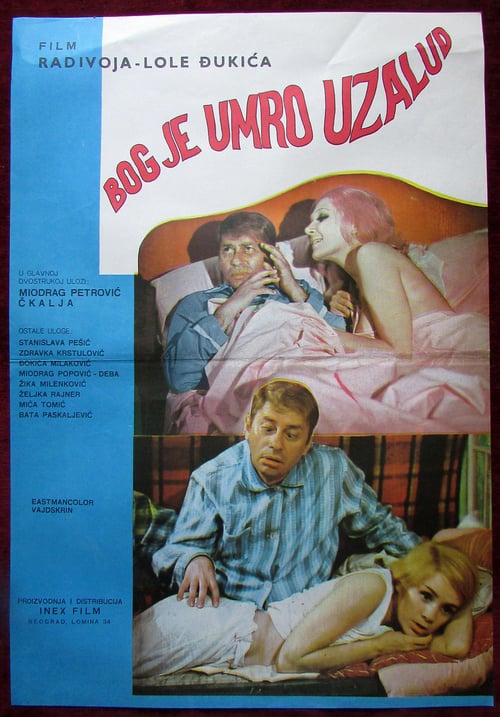 FILM
RADIVOJA-LOLE ĐUKIĆA
BOG JE UMRO UZALUD
U GLAVNOJ
DVOSTRUKOJ ULOZI:
MIODRAG PETROVIĆ
ČKALJA
OSTALE ULOGE:
STANISLAVA PEŠIĆ
ZDRAVKA KRSTULOVIĆ
ĐOKICA MILAKOVIĆ
MIODRAG POPOVIĆ-DEBA
ŽIKA MILENKOVIĆ
ŽELJKA RAJNER
MIĆA TOMIĆ
BATA PASKALJEVIĆ
EASTMANCOLOR
VAJDSKRIN
PROIZVODNJA I DISTRIBUCIJA
INEX FILM
BEOGRAD, LOMINA 34